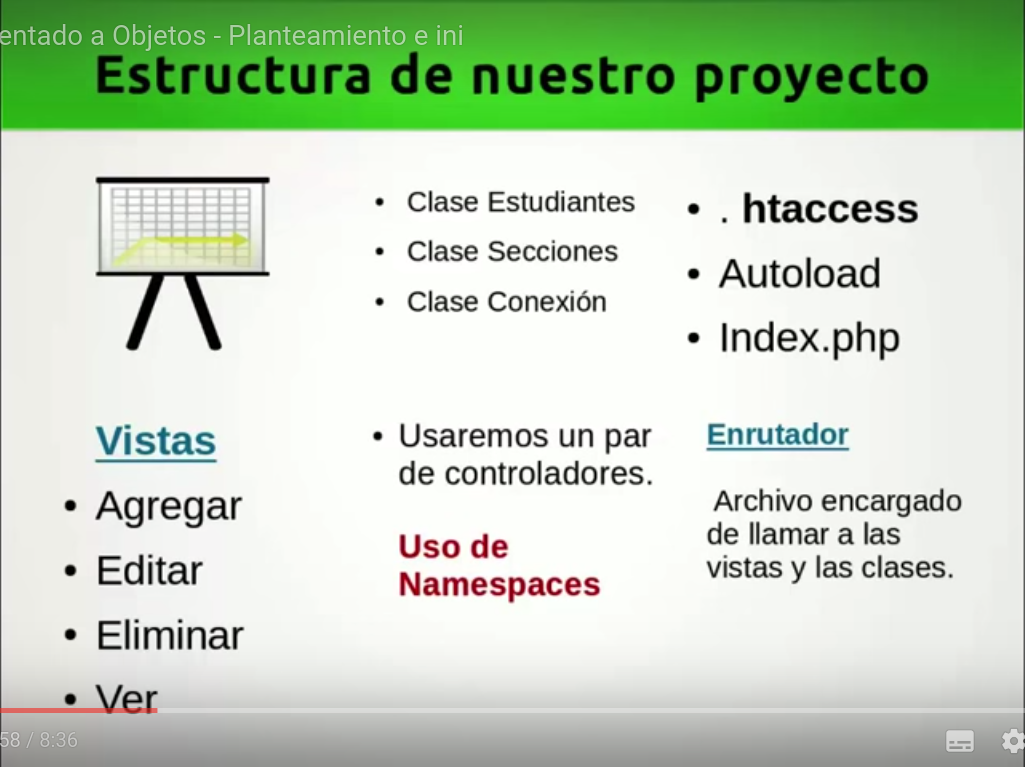 entado a Objetos - Planteamiento e ini
Estructura de nuestro proyecto
• Clase Estudiantes
• Clase Secciones
• Clase Conexión
• . htaccess
• Autoload
• Index.php
Vistas
• Agregar
• Editar
• Eliminar
• Ver
• Usaremos un par
de controladores.
Uso de
Namespaces
Enrutador
Archivo encargado
de llamar a las
vistas y las clases.
58 / 8:36